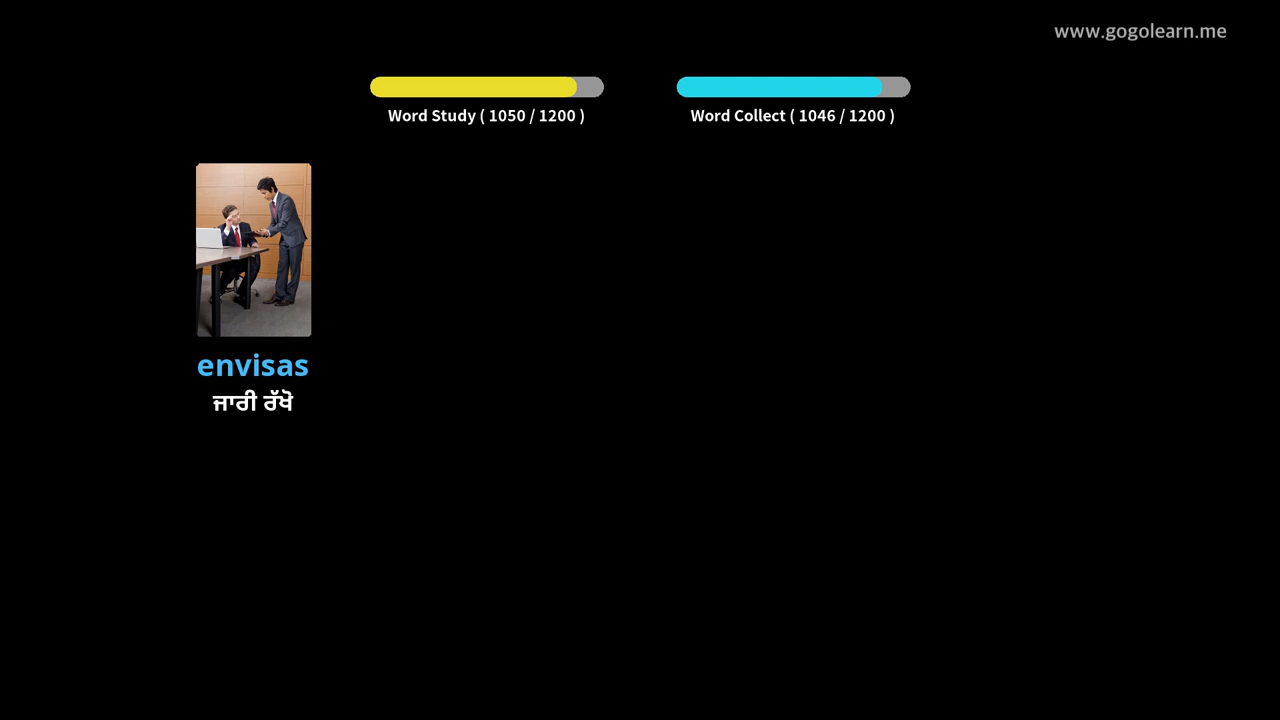 www.gogolearn.me
Word Study ( 1050 / 1200 )
Word Collect ( 1046 / 1200 )
envisas
ਜਾਰੀ ਰੱਖੋ